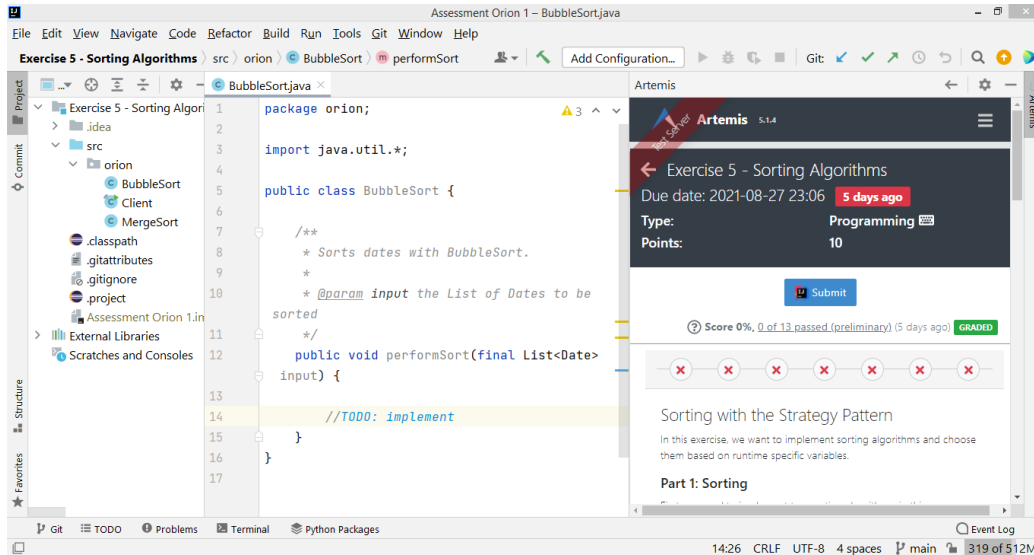 Assessment Orion 1 – BubbleSort.java
File Edit View Navigate Code Refactor Build Run Tools Git Window Help
Exercise 5 - Sorting Algorithms src orion BubbleSort performSort Add Configuration... Git:
Project
Commit
Structure
Favorites
...
Exercise 5 - Sorting Algori
.idea
src
orion
BubbleSort
Client
MergeSort
.classpath
.gitattributes
.gitignore
.project
Assessment Orion 1.in
External Libraries
Scratches and Consoles
BubbleSort.java
3
1 package orion;
2
3 import java.util.*;
4
5 public class BubbleSort {
6
7 /**
8 * Sorts dates with BubbleSort.
9 *
10 * @param input the List of Dates to be
sorted
11 */
12 public void performSort(final List<Date>
input) {
13
14 //TODO: implement
15 }
16 }
17
Artemis
Artemis
Test Server
Artemis 5.1.4
Exercise 5 - Sorting Algorithms
Due date: 2021-08-27 23:06 5 days ago
Type: Programming
Points: 10
Submit
Score 0%, 0 of 13 passed (preliminary) (5 days ago) GRADED
Sorting with the Strategy Pattern
In this exercise, we want to implement sorting algorithms and choose
them based on runtime specific variables.
Part 1: Sorting
Git TODO Problems Terminal Python Packages Event Log
14:26 CRLF UTF-8 4 spaces main 319 of 512M